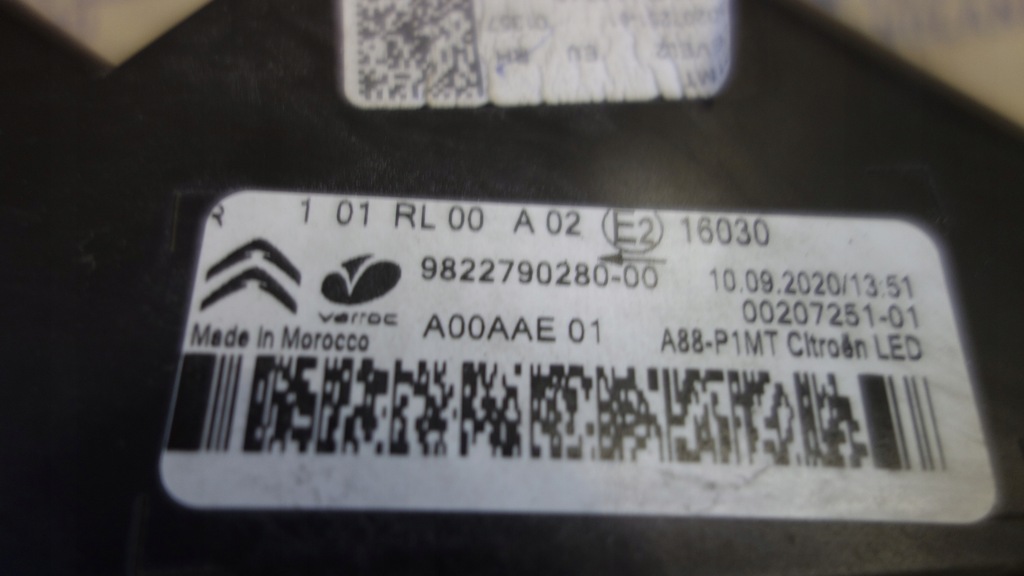 R 1 01 RL 00 A 02 E2 16030
9822790280-00 10.09.2020/13:51
varroc 00207251-01
Made in Morocco A00AAE 01 A88-P1MT Citroën LED